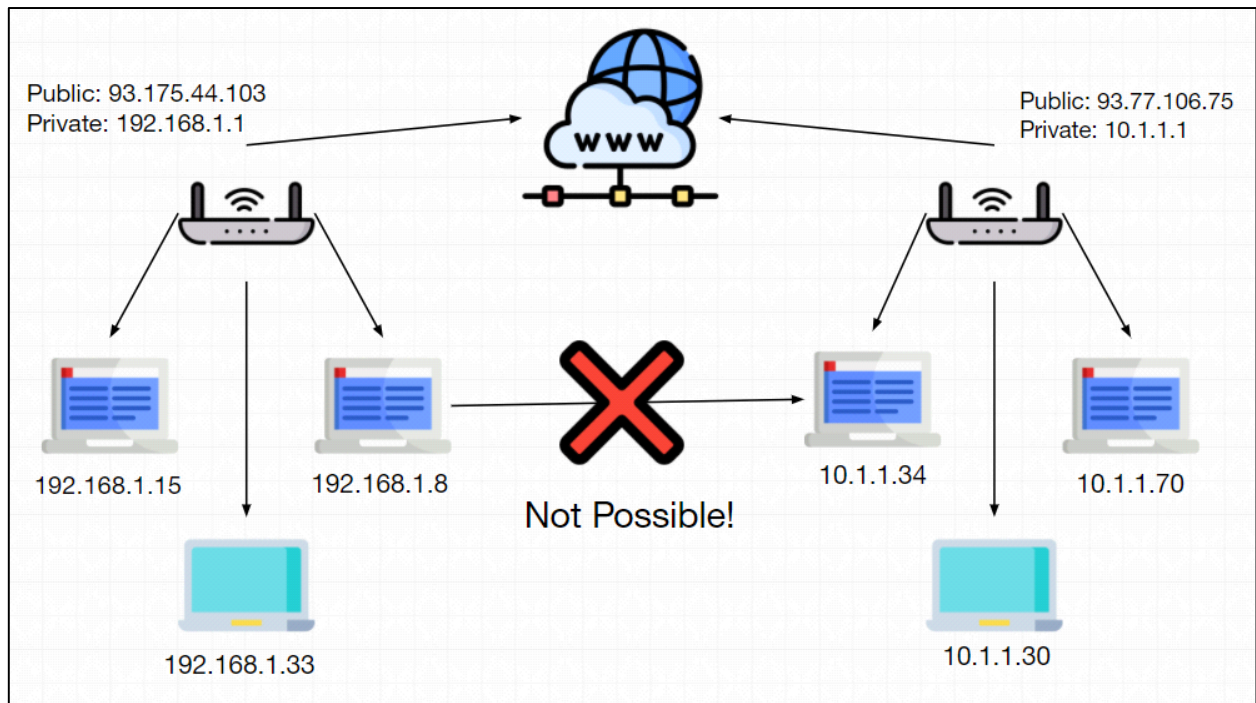 Public: 93.175.44.103
Private: 192.168.1.1
WWW
Public: 93.77.106.75
Private: 10.1.1.1
192.168.1.15
192.168.1.8
10.1.1.34
10.1.1.70
Not Possible!
192.168.1.33
10.1.1.30